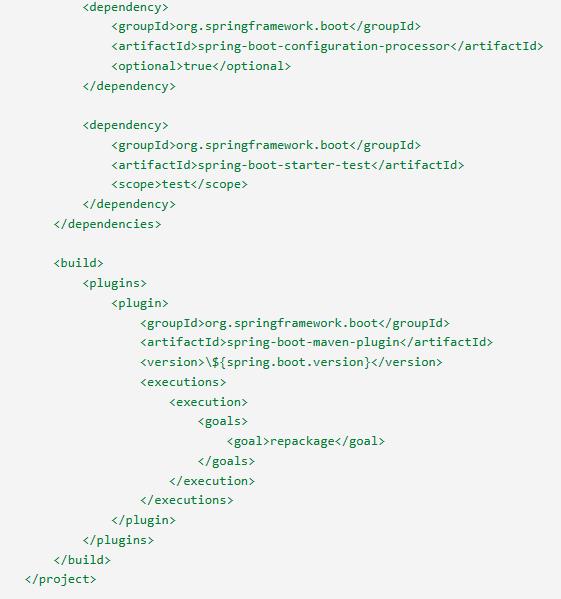 <dependency>
<groupId>org.springframework.boot</groupId>
<artifactId>spring-boot-configuration-processor</artifactId>
<optional>true</optional>
</dependency>
<dependency>
<groupId>org.springframework.boot</groupId>
<artifactId>spring-boot-starter-test</artifactId>
<scope>test</scope>
</dependency>
</dependencies>
<build>
<plugins>
<plugin>
<groupId>org.springframework.boot</groupId>
<artifactId>spring-boot-maven-plugin</artifactId>
<version>\${spring.boot.version}</version>
<executions>
<execution>
<goals>
<goal>repackage</goal>
</goals>
</execution>
</executions>
</plugin>
</plugins>
</build>
</project>